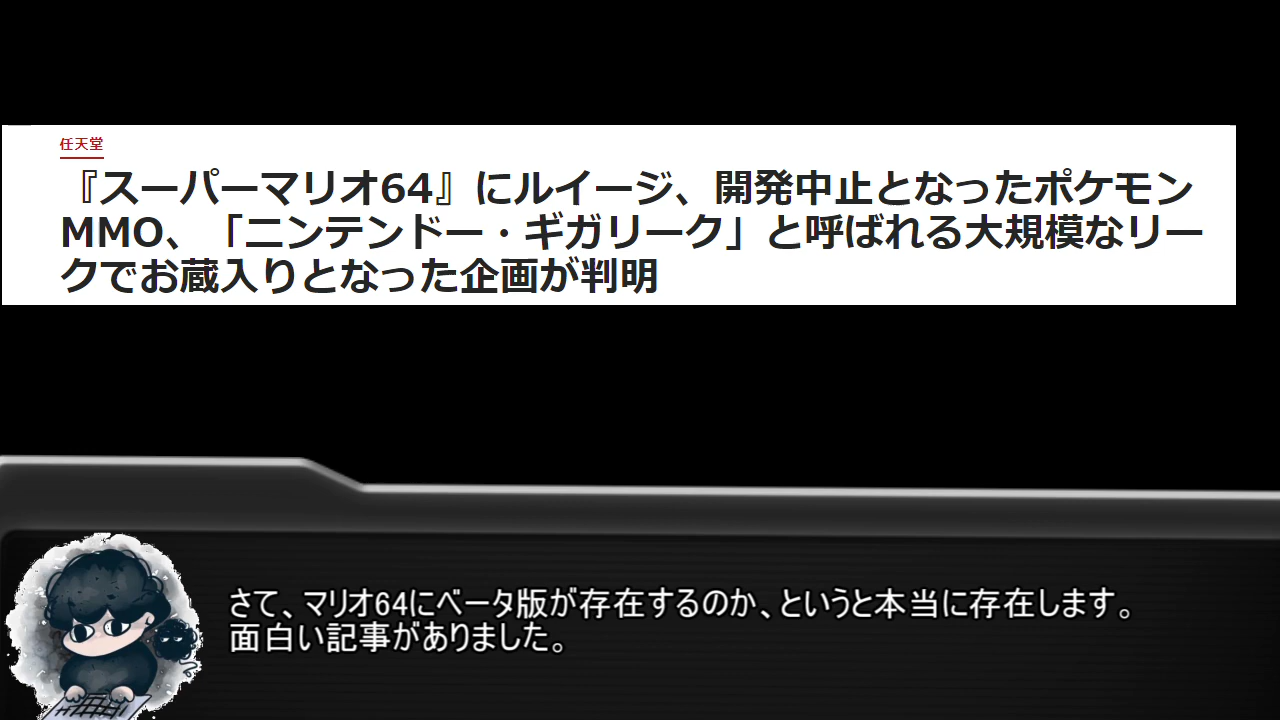 任天堂
『スーパーマリオ64』にルイージ、開発中止となったポケモン
MMO、「ニンテンドー・ギガリーク」と呼ばれる大規模なリー
クでお蔵入りとなった企画が判明
さて、マリオ64にベータ版が存在するのか、というと本当に存在します。
面白い記事がありました。